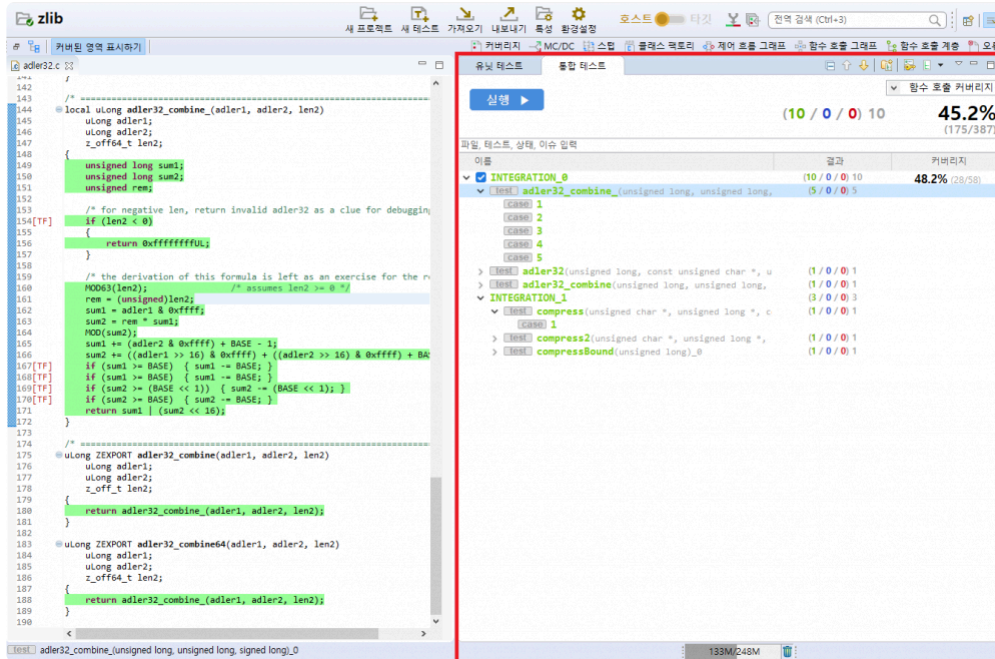 zlib
새 프로젝트 새 테스트 가져오기 내보내기 특성 환경설정
호스트 타깃
전역 검색 (Ctrl+3)
커버된 영역 표시하기
커버리지 MC/DC 스텁 클래스 팩토리 제어 흐름 그래프 함수 호출 그래프 함수 호출 계층
adler32.c
142
143 /* ====
144 local uLong adler32_combine_(adler1, adler2, len2)
145 uLong adler1;
146 uLong adler2;
147 z_off64_t len2;
148 {
149 unsigned long sum1;
150 unsigned long sum2;
151 unsigned rem;
152
153 /* for negative len, return invalid adler32 as a clue for debugging
154[TF] if (len2 < 0)
155 {
156 return 0xffffffffUL;
157 }
158
159 /* the derivation of this formula is left as an exercise for the r
160 MOD63(len2); /* assumes len2 >= 0 */
161 rem = (unsigned)len2;
162 sum1 = adler1 & 0xffff;
163 sum2 = rem * sum1;
164 MOD(sum2);
165 sum1 += (adler2 & 0xffff) + BASE - 1;
166 sum2 += ((adler1 >> 16) & 0xffff) + ((adler2 >> 16) & 0xffff) + BA
167[TF] if (sum1 >= BASE) { sum1 -= BASE; }
168[TF] if (sum1 >= BASE) { sum1 -= BASE; }
169[TF] if (sum2 >= (BASE << 1)) { sum2 -= (BASE << 1); }
170[TF] if (sum2 >= BASE) { sum2 -= BASE; }
171 return sum1 | (sum2 << 16);
172 }
173
174 /* ====
175 uLong ZEXPORT adler32_combine(adler1, adler2, len2)
176 uLong adler1;
177 uLong adler2;
178 z_off_t len2;
179 {
180 return adler32_combine_(adler1, adler2, len2);
181 }
182
183 uLong ZEXPORT adler32_combine64(adler1, adler2, len2)
184 uLong adler1;
185 uLong adler2;
186 z_off64_t len2;
187 {
188 return adler32_combine_(adler1, adler2, len2);
189 }
190
test adler32_combine_(unsigned long, unsigned long, signed long)_0
유닛 테스트 통합 테스트
함수 호출 커버리지
실행
(10 / 0 / 0) 10 45.2%
(175/387)
파일, 테스트, 상태, 이슈 입력
이름 결과 커버리지
INTEGRATION_0 (10 / 0 / 0) 10 48.2% (28/58)
test adler32_combine_(unsigned long, unsigned long, (5 / 0 / 0) 5
case 1
case 2
case 3
case 4
case 5
test adler32(unsigned long, const unsigned char *, u (1 / 0 / 0) 1
test adler32_combine(unsigned long, unsigned long, (1 / 0 / 0) 1
INTEGRATION_1 (3 / 0 / 0) 3
test compress(unsigned char *, unsigned long *, c (1 / 0 / 0) 1
case 1
test compress2(unsigned char *, unsigned long *, (1 / 0 / 0) 1
test compressBound(unsigned long)_0 (1 / 0 / 0) 1
133M/248M